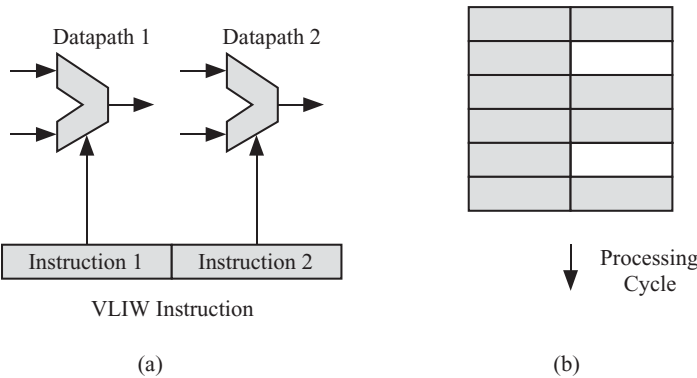 Datapath 1
Datapath 2
Instruction 1
Instruction 2
VLIW Instruction
(a)
Processing
Cycle
(b)